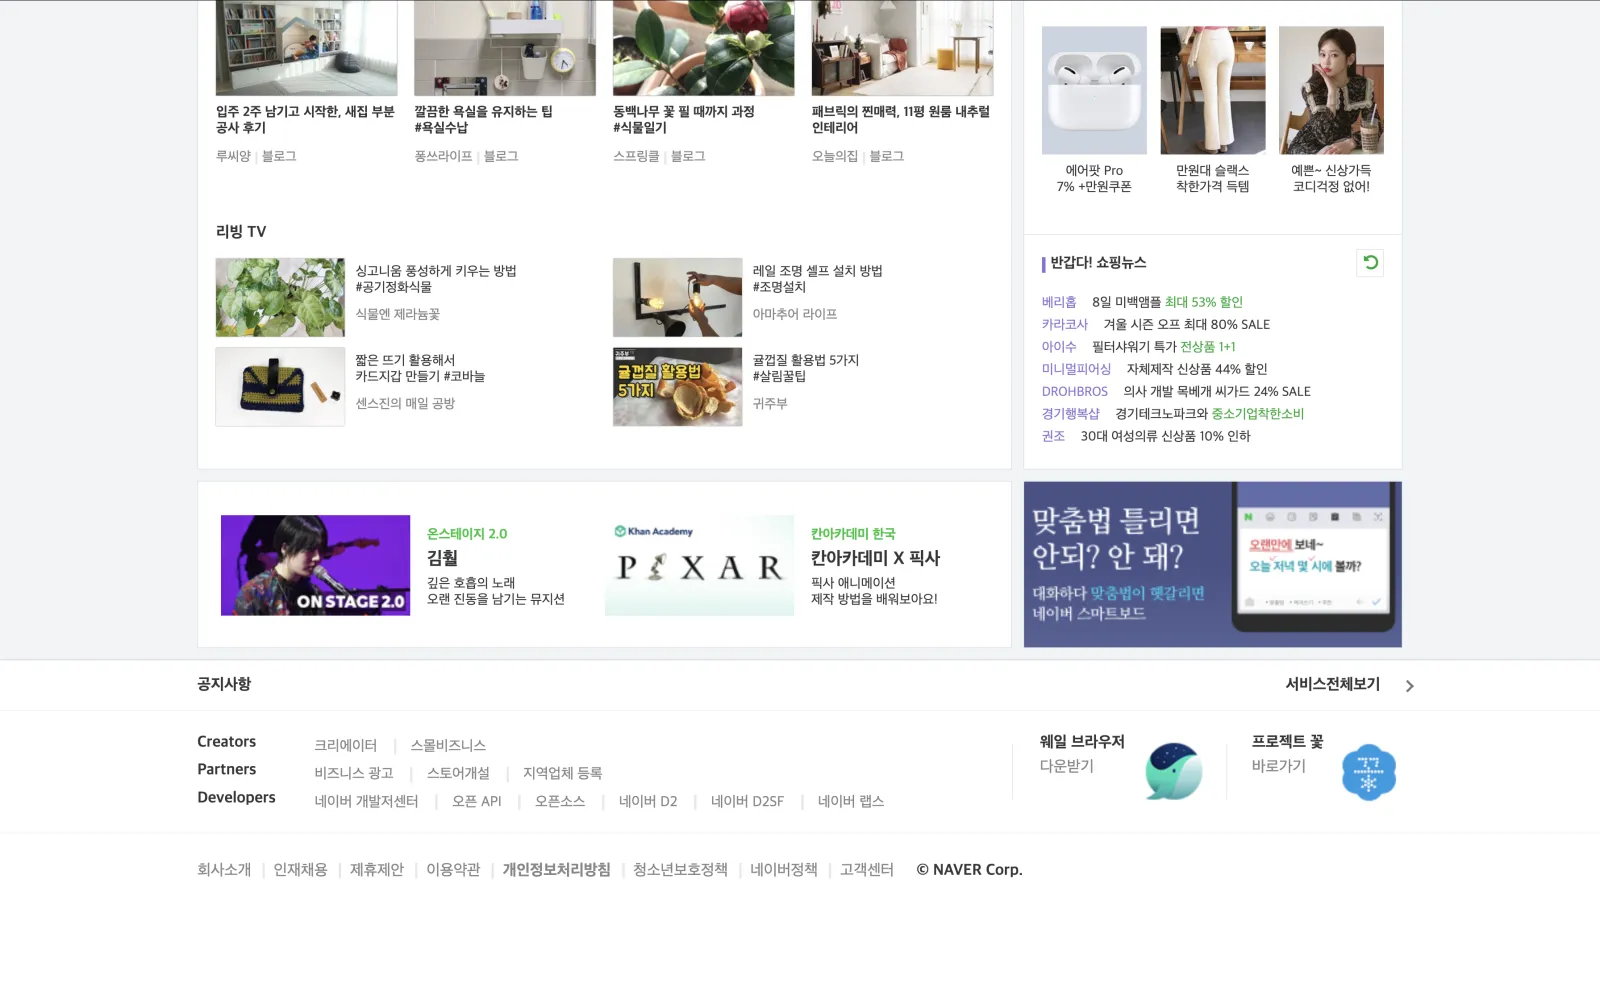 입주 2주 남기고 시작한, 새집 부분
공사 후기
루씨양 | 블로그
깔끔한 욕실을 유지하는 팁
#욕실수납
퐁쓰라이프 | 블로그
동백나무 꽃 필 때까지 과정
#식물일기
스프링클 | 블로그
패브릭의 찐매력, 11평 원룸 내추럴
인테리어
오늘의집 | 블로그
리빙 TV
싱고니움 풍성하게 키우는 방법
#공기정화식물
식물엔 제라늄꽃
레일 조명 셀프 설치 방법
#조명설치
아마추어 라이프
짧은 뜨기 활용해서
카드지갑 만들기 #코바늘
센스진의 매일 공방
귤껍질 활용법
5가지
귤껍질 활용법 5가지
#살림꿀팁
귀주부
에어팟 Pro
7% +만원쿠폰
만원대 슬랙스
착한가격 득템
예쁜~ 신상가득
코디걱정 없어!
반갑다! 쇼핑뉴스
베리홉 8일 미백앰플 최대 53% 할인
카라코사 겨울 시즌 오프 최대 80% SALE
아이수 필터샤워기 특가 전상품 1+1
미니멀피어싱 자체제작 신상품 44% 할인
DROHBROS 의사 개발 목베개 씨가드 24% SALE
경기행복샵 경기테크노파크와 중소기업착한소비
권조 30대 여성의류 신상품 10% 인하
ON STAGE 2.0
온스테이지 2.0
김훨
깊은 호흡의 노래
오랜 진동을 남기는 뮤지션
Khan Academy
PIXAR
칸아카데미 한국
칸아카데미 X 픽사
픽사 애니메이션
제작 방법을 배워보아요!
맞춤법 틀리면
안되? 안 돼?
대화하다 맞춤법이 헷갈리면
네이버 스마트보드
오랜만에 보네~
오늘 저녁 몇 시에 볼까?
공지사항
서비스전체보기
Creators 크리에이터 | 스몰비즈니스
Partners 비즈니스 광고 | 스토어개설 | 지역업체 등록
Developers 네이버 개발저센터 | 오픈 API | 오픈소스 | 네이버 D2 | 네이버 D2SF | 네이버 랩스
웨일 브라우저
다운받기
프로젝트 꽃
바로가기
회사소개 | 인재채용 | 제휴제안 | 이용약관 | 개인정보처리방침 | 청소년보호정책 | 네이버정책 | 고객센터 © NAVER Corp.